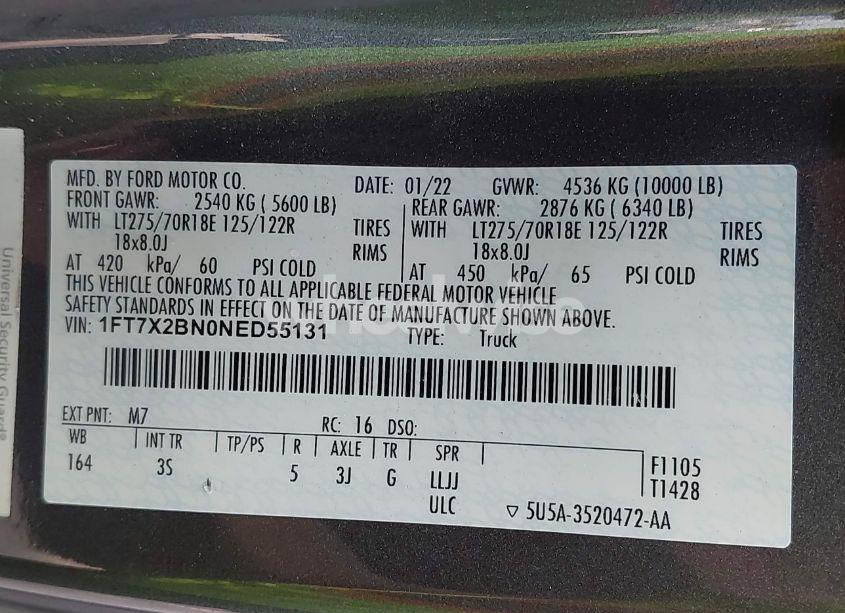 MFD. BY FORD MOTOR CO. DATE: 01/22 GVWR: 4536 KG (10000 LB)
FRONT GAWR: 2540 KG ( 5600 LB) REAR GAWR: 2876 KG ( 6340 LB)
WITH LT275/70R18E 125/122R TIRES WITH LT275/70R18E 125/122R TIRES
18x8.0J RIMS 18x8.0J RIMS
AT 420 kPa/ 60 PSI COLD AT 450 kPa/ 65 PSI COLD
THIS VEHICLE CONFORMS TO ALL APPLICABLE FEDERAL MOTOR VEHICLE
SAFETY STANDARDS IN EFFECT ON THE DATE OF MANUFACTURE SHOWN ABOVE.
VIN: 1FT7X2BN0NED55131 TYPE: Truck
EXT PNT: M7 RC: 16 DSO:
WB INT TR TP/PS R AXLE TR SPR F1105
164 3S 5 3J G LLJJ T1428
ULC ▽ 5U5A-3520472-AA
Universal Security Guard®